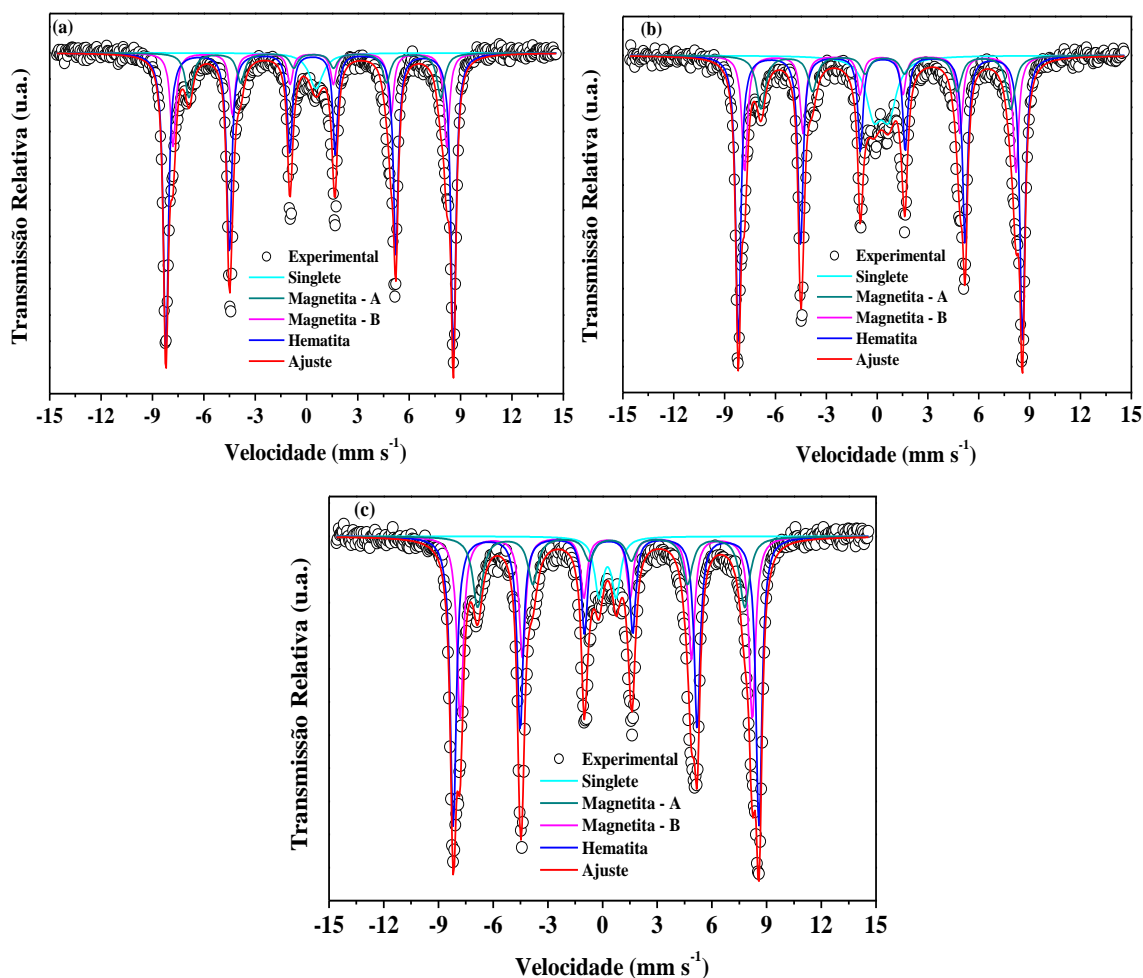 (a)
Transmissão Relativa (u.a.)
Experimental
Singlete
Magnetita - A
Magnetita - B
Hematita
Ajuste
-15 -12 -9 -6 -3 0 3 6 9 12 15
Velocidade (mm s-1)
(b)
Transmissão Relativa (u.a.)
Experimental
Singlete
Magnetita - A
Magnetita - B
Hematita
Ajuste
-15 -12 -9 -6 -3 0 3 6 9 12 15
Velocidade (mm s-1)
(c)
Transmissão Relativa (u.a.)
Experimental
Singlete
Magnetita - A
Magnetita - B
Hematita
Ajuste
-15 -12 -9 -6 -3 0 3 6 9 12 15
Velocidade (mm s-1)